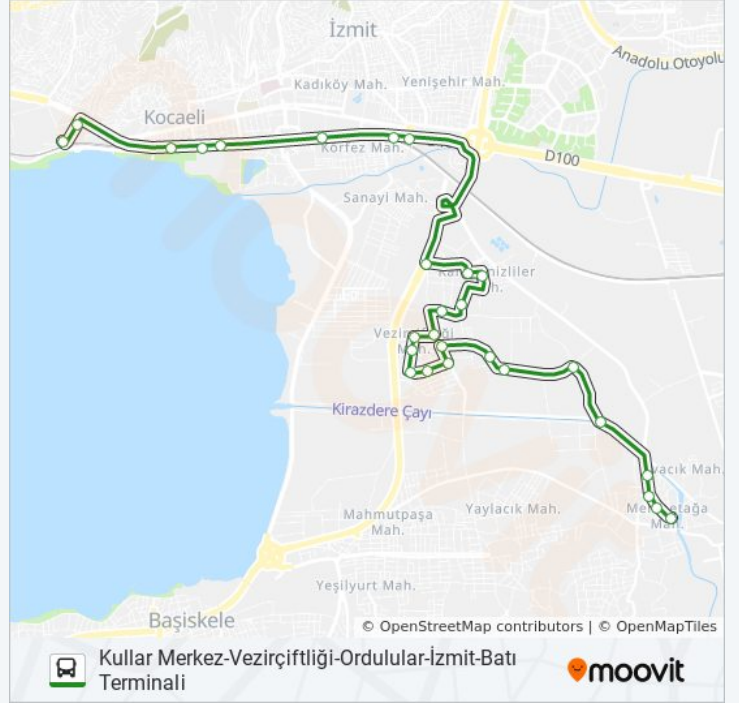 İzmit
Anadolu Otoyolu
Kadıköy Mah.
Yenişehir Mah.
Kocaeli
Körfez Mah.
D100
Sanayi Mah.
Mah.
Kirazdere Çayı
Mahmutpaşa
Mah.
Yaylacık Mah.
Yeşilyurt Mah.
Başiskele
© OpenStreetMap contributors | © OpenMapTiles
Kullar Merkez-Vezirçiftliği-Ordulular-İzmit-Batı
Terminali
moovit